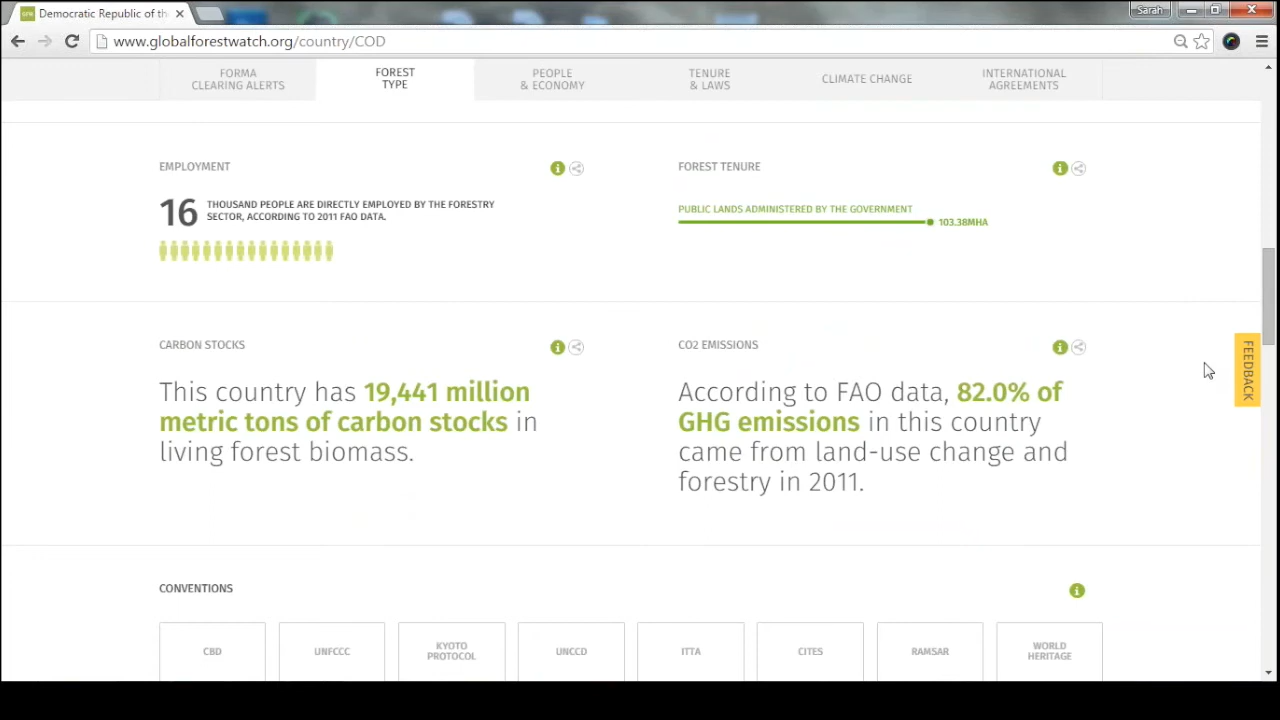 Democratic Republic of th
Sarah
www.globalforestwatch.org/country/COD
FORMA
CLEARING ALERTS
FOREST
TYPE
PEOPLE
& ECONOMY
TENURE
& LAWS
CLIMATE CHANGE
INTERNATIONAL
AGREEMENTS
EMPLOYMENT
16 THOUSAND PEOPLE ARE DIRECTLY EMPLOYED BY THE FORESTRY
SECTOR, ACCORDING TO 2011 FAO DATA.
FOREST TENURE
PUBLIC LANDS ADMINISTERED BY THE GOVERNMENT
103.38MHA
CARBON STOCKS
This country has 19,441 million
metric tons of carbon stocks in
living forest biomass.
CO2 EMISSIONS
According to FAO data, 82.0% of
GHG emissions in this country
came from land-use change and
forestry in 2011.
FEEDBACK
CONVENTIONS
CBD
UNFCCC
KYOTO
PROTOCOL
UNCCD
ITTA
CITES
RAMSAR
WORLD
HERITAGE